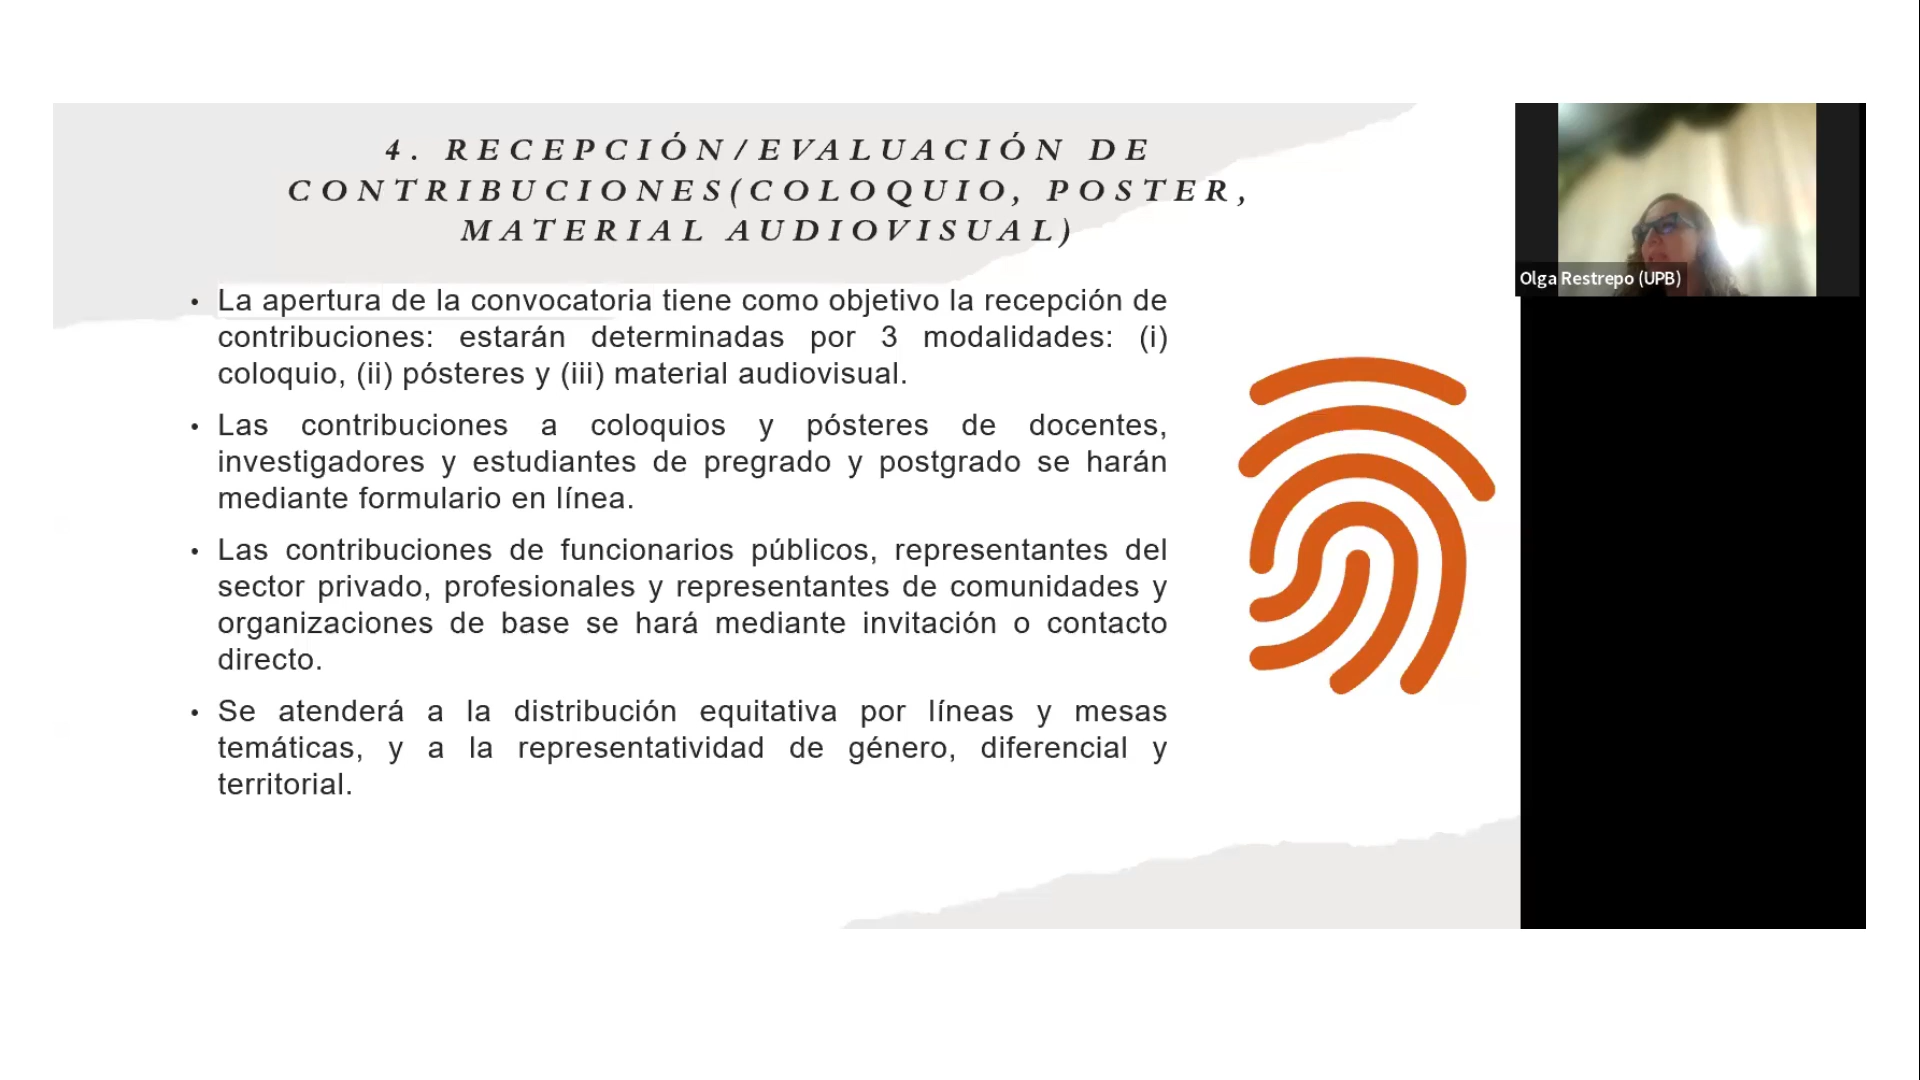 4. RECEPCIÓN/EVALUACIÓN DE
CONTRIBUCIONES(COLOQUIO, POSTER,
MATERIAL AUDIOVISUAL)
• La apertura de la convocatoria tiene como objetivo la recepción de
contribuciones: estarán determinadas por 3 modalidades: (i)
coloquio, (ii) pósteres y (iii) material audiovisual.
• Las contribuciones a coloquios y pósteres de docentes,
investigadores y estudiantes de pregrado y postgrado se harán
mediante formulario en línea.
• Las contribuciones de funcionarios públicos, representantes del
sector privado, profesionales y representantes de comunidades y
organizaciones de base se hará mediante invitación o contacto
directo.
• Se atenderá a la distribución equitativa por líneas y mesas
temáticas, y a la representatividad de género, diferencial y
territorial.
Olga Restrepo (UPB)